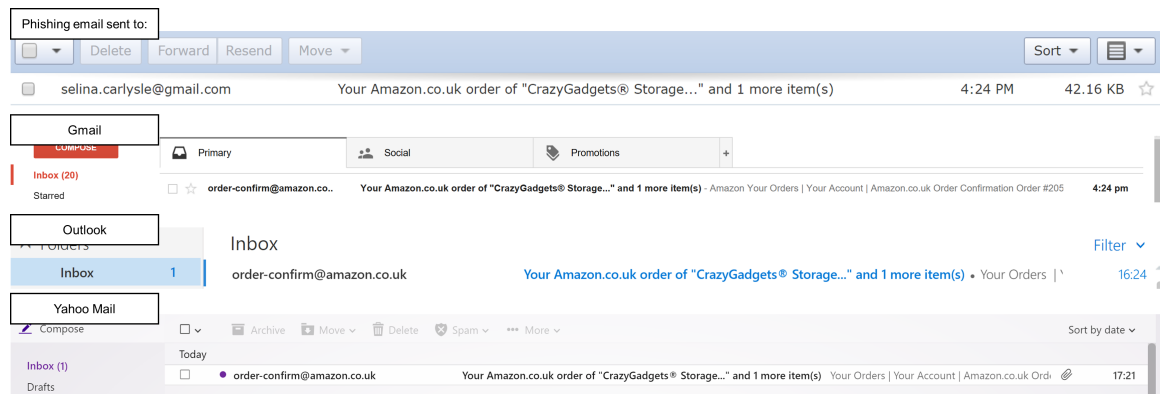 Phishing email sent to:
Delete Forward Resend Move Sort
selina.carlysle@gmail.com Your Amazon.co.uk order of "CrazyGadgets® Storage..." and 1 more item(s) 4:24 PM 42.16 KB
Gmail
COMPOSE Primary Social Promotions +
Inbox (20)
order-confirm@amazon.co.. Your Amazon.co.uk order of "CrazyGadgets® Storage..." and 1 more item(s) - Amazon Your Orders | Your Account | Amazon.co.uk Order Confirmation Order #205 4:24 pm
Starred
Outlook
Folders Inbox Filter
Inbox 1 order-confirm@amazon.co.uk Your Amazon.co.uk order of "CrazyGadgets® Storage..." and 1 more item(s) • Your Orders | 16:24
Yahoo Mail
Compose Archive Move Delete Spam More Sort by date
Today
Inbox (1)
order-confirm@amazon.co.uk Your Amazon.co.uk order of "CrazyGadgets® Storage..." and 1 more item(s) Your Orders | Your Account | Amazon.co.uk Orde 17:21
Drafts